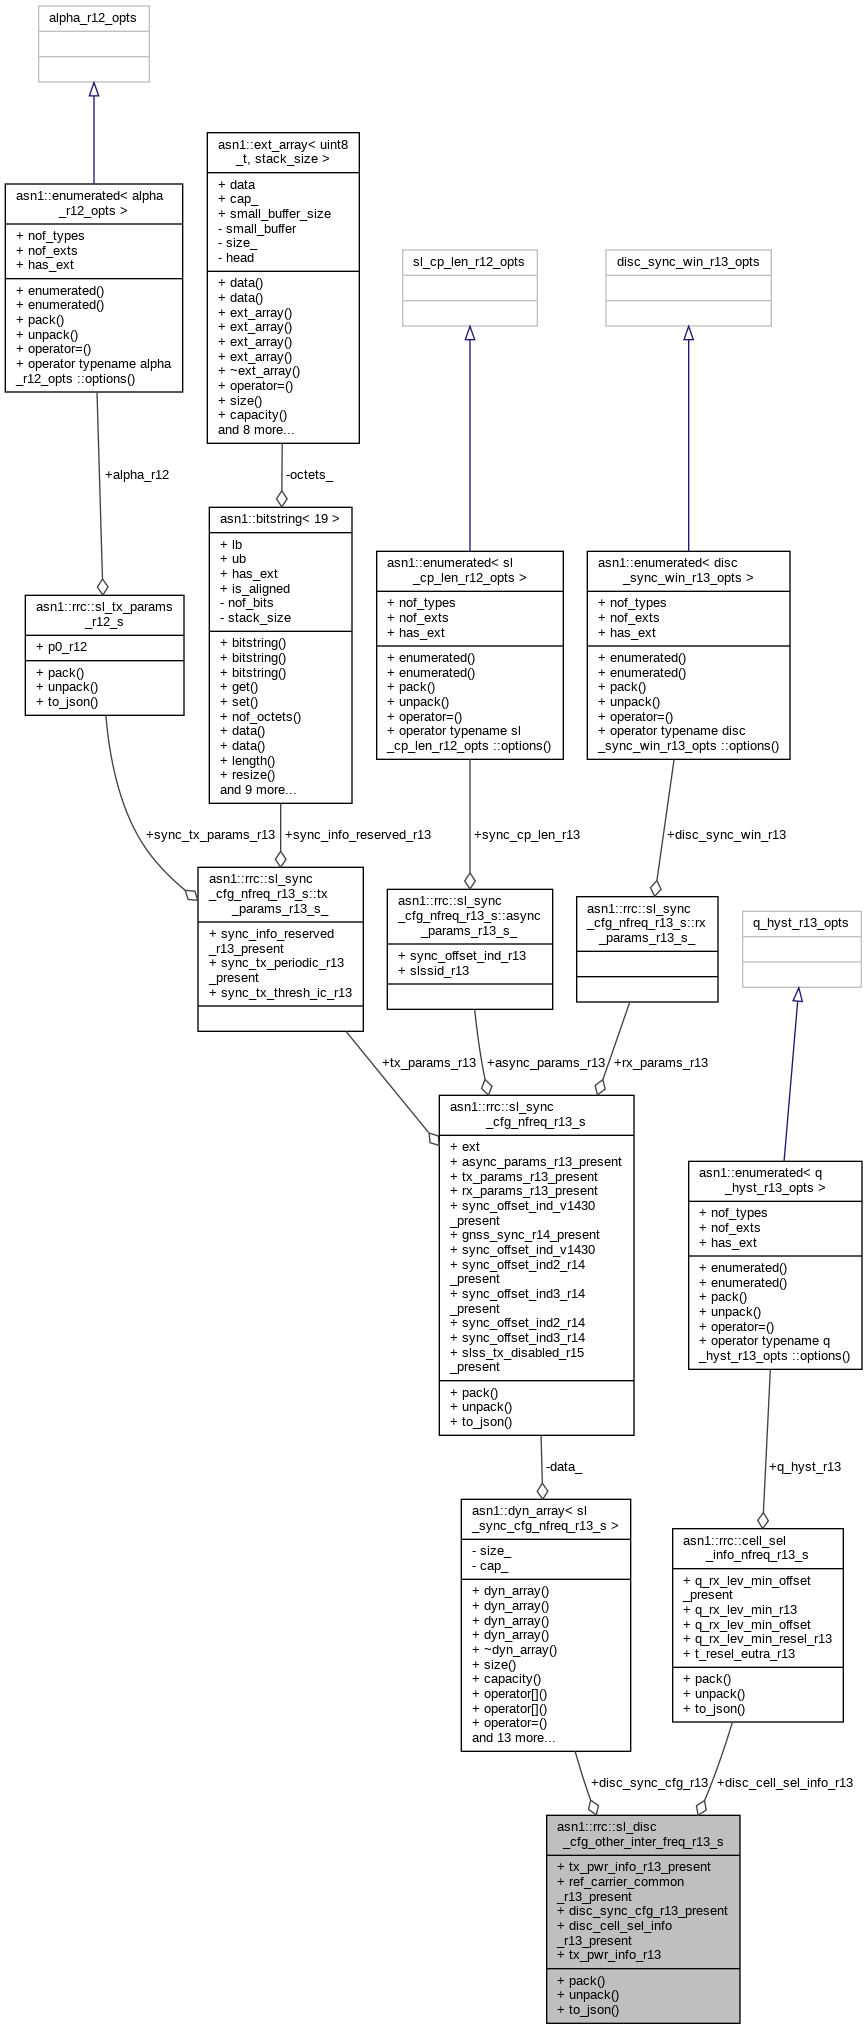 alpha_r12_opts
asn1::enumerated< alpha
_r12_opts >
+ nof_types
+ nof_exts
+ has_ext
+ enumerated()
+ enumerated()
+ pack()
+ unpack()
+ operator=()
+ operator typename alpha
_r12_opts ::options()
+alpha_r12
asn1::ext_array< uint8
_t, stack_size >
+ data
+ cap_
+ small_buffer_size
- small_buffer
- size_
- head
+ data()
+ data()
+ ext_array()
+ ext_array()
+ ext_array()
+ ext_array()
+ ~ext_array()
+ operator=()
+ size()
+ capacity()
and 8 more...
-octets_
asn1::rrc::sl_tx_params
_r12_s
+ p0_r12
+ pack()
+ unpack()
+ to_json()
+sync_tx_params_r13
asn1::bitstring< 19 >
+ lb
+ ub
+ has_ext
+ is_aligned
- nof_bits
- stack_size
+ bitstring()
+ bitstring()
+ bitstring()
+ get()
+ set()
+ nof_octets()
+ data()
+ data()
+ length()
+ resize()
and 9 more...
+sync_info_reserved_r13
sl_cp_len_r12_opts
asn1::enumerated< sl
_cp_len_r12_opts >
+ nof_types
+ nof_exts
+ has_ext
+ enumerated()
+ enumerated()
+ pack()
+ unpack()
+ operator=()
+ operator typename sl
_cp_len_r12_opts ::options()
+sync_cp_len_r13
disc_sync_win_r13_opts
asn1::enumerated< disc
_sync_win_r13_opts >
+ nof_types
+ nof_exts
+ has_ext
+ enumerated()
+ enumerated()
+ pack()
+ unpack()
+ operator=()
+ operator typename disc
_sync_win_r13_opts ::options()
+disc_sync_win_r13
asn1::rrc::sl_sync
_cfg_nfreq_r13_s::tx
_params_r13_s_
+ sync_info_reserved
_r13_present
+ sync_tx_periodic_r13
_present
+ sync_tx_thresh_ic_r13
+tx_params_r13
asn1::rrc::sl_sync
_cfg_nfreq_r13_s::async
_params_r13_s_
+ sync_offset_ind_r13
+ slssid_r13
+async_params_r13
asn1::rrc::sl_sync
_cfg_nfreq_r13_s::rx
_params_r13_s_
+rx_params_r13
q_hyst_r13_opts
asn1::rrc::sl_sync
_cfg_nfreq_r13_s
+ ext
+ async_params_r13_present
+ tx_params_r13_present
+ rx_params_r13_present
+ sync_offset_ind_v1430
_present
+ gnss_sync_r14_present
+ sync_offset_ind_v1430
+ sync_offset_ind2_r14
_present
+ sync_offset_ind3_r14
_present
+ sync_offset_ind2_r14
+ sync_offset_ind3_r14
+ slss_tx_disabled_r15
_present
+ pack()
+ unpack()
+ to_json()
-data_
asn1::enumerated< q
_hyst_r13_opts >
+ nof_types
+ nof_exts
+ has_ext
+ enumerated()
+ enumerated()
+ pack()
+ unpack()
+ operator=()
+ operator typename q
_hyst_r13_opts ::options()
+q_hyst_r13
asn1::dyn_array< sl
_sync_cfg_nfreq_r13_s >
- size_
- cap_
+ dyn_array()
+ dyn_array()
+ dyn_array()
+ dyn_array()
+ ~dyn_array()
+ size()
+ capacity()
+ operator[]()
+ operator[]()
+ operator=()
and 13 more...
+disc_sync_cfg_r13
asn1::rrc::cell_sel
_info_nfreq_r13_s
+ q_rx_lev_min_offset
_present
+ q_rx_lev_min_r13
+ q_rx_lev_min_offset
+ q_rx_lev_min_resel_r13
+ t_resel_eutra_r13
+ pack()
+ unpack()
+ to_json()
+disc_cell_sel_info_r13
asn1::rrc::sl_disc
_cfg_other_inter_freq_r13_s
+ tx_pwr_info_r13_present
+ ref_carrier_common
_r13_present
+ disc_sync_cfg_r13_present
+ disc_cell_sel_info
_r13_present
+ tx_pwr_info_r13
+ pack()
+ unpack()
+ to_json()